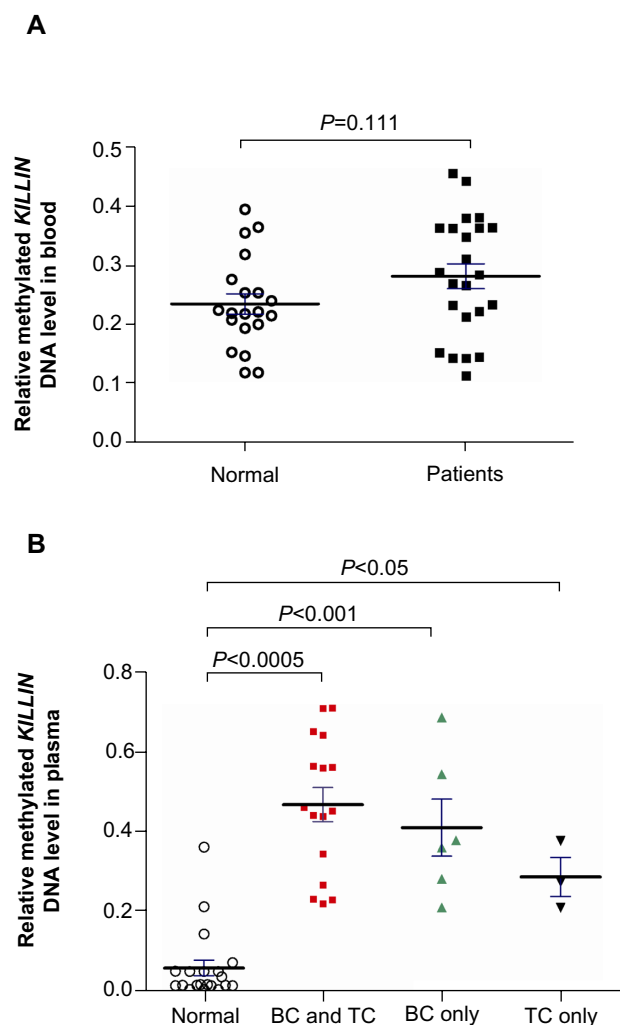 A
P=0.111
Relative methylated KILLIN
DNA level in blood
0.5
0.4
0.3
0.2
0.1
0.0
Normal Patients
B
P<0.05
P<0.001
P<0.0005
Relative methylated KILLIN
DNA level in plasma
0.8
0.6
0.4
0.2
0.0
Normal BC and TC BC only TC only